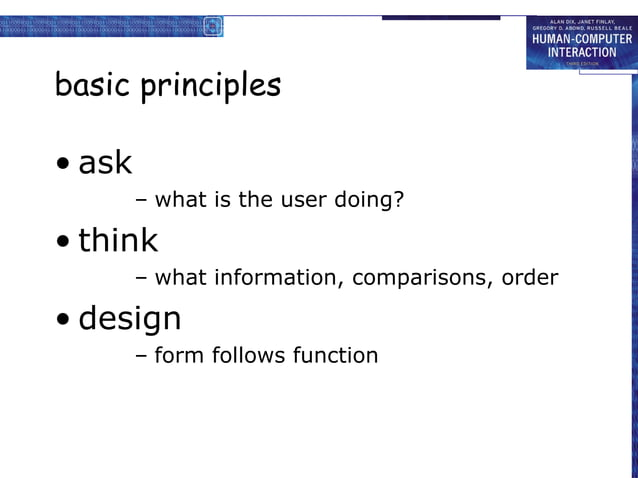 ALAN DIX, JANET FINLAY,
GREGORY D. ABOWD, RUSSELL BEALE
HUMAN-COMPUTER
INTERACTION
THIRD EDITION
basic principles
• ask
– what is the user doing?
• think
– what information, comparisons, order
• design
– form follows function